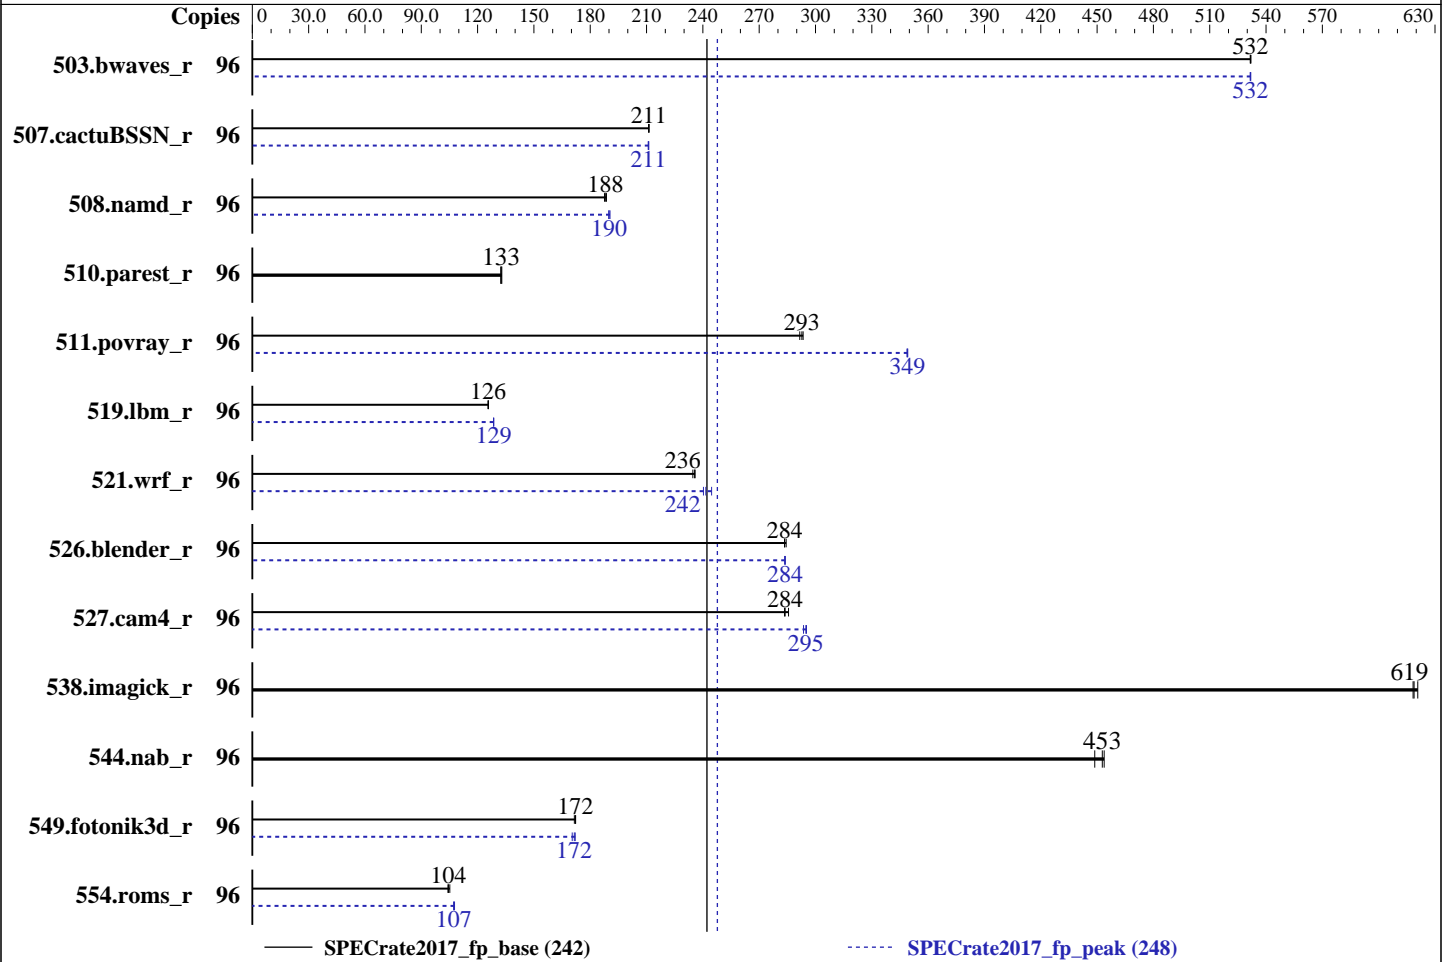 Copies 0 30.0 60.0 90.0 120 150 180 210 240 270 300 330 360 390 420 450 480 510 540 570 630
503.bwaves_r 96 532
532
507.cactuBSSN_r 96 211
211
508.namd_r 96 188
190
510.parest_r 96 133
511.povray_r 96 293
349
519.lbm_r 96 126
129
521.wrf_r 96 236
242
526.blender_r 96 284
284
527.cam4_r 96 284
295
538.imagick_r 96 619
544.nab_r 96 453
549.fotonik3d_r 96 172
172
554.roms_r 96 104
107
SPECrate2017_fp_base (242) SPECrate2017_fp_peak (248)